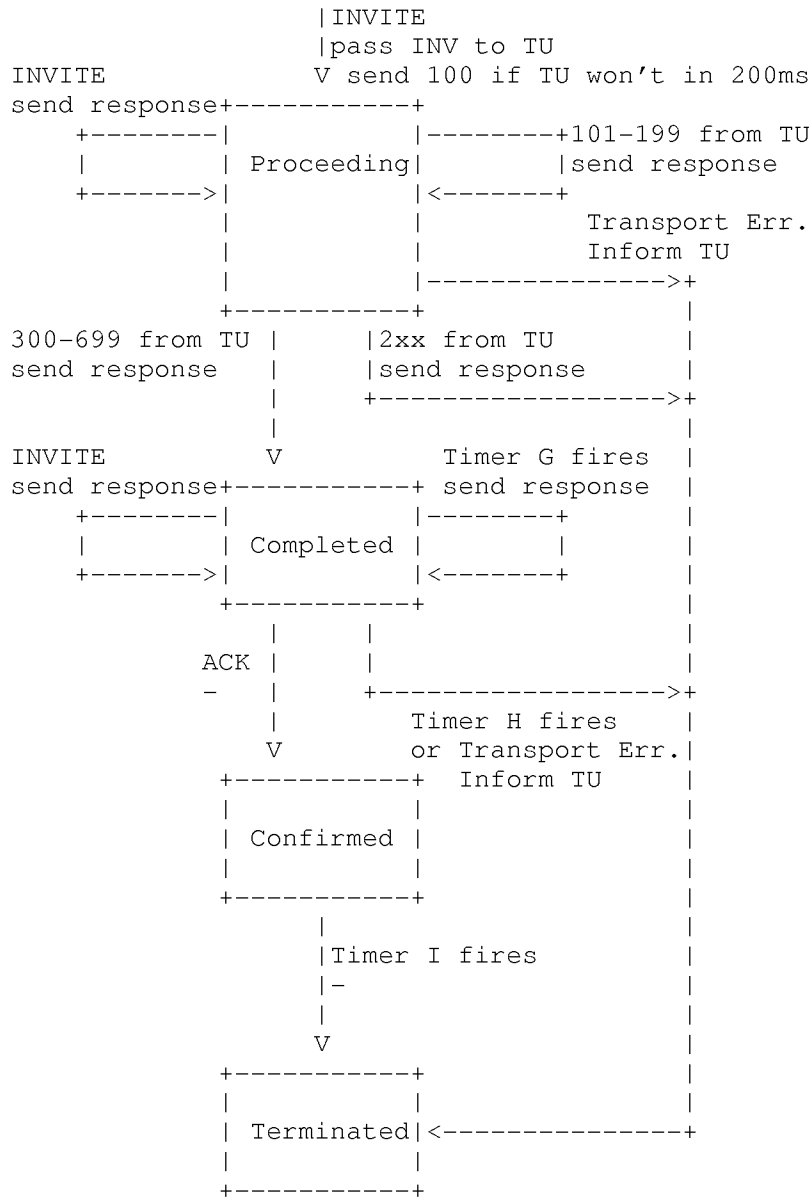 INVITE
pass INV to TU
INVITE send 100 if TU won't in 200ms
send response
101-199 from TU
Proceeding send response
Transport Err.
Inform TU
300-699 from TU 2xx from TU
send response send response
INVITE Timer G fires
send response send response
Completed
ACK
-
Timer H fires
or Transport Err.
Inform TU
Confirmed
Timer I fires
-
Terminated